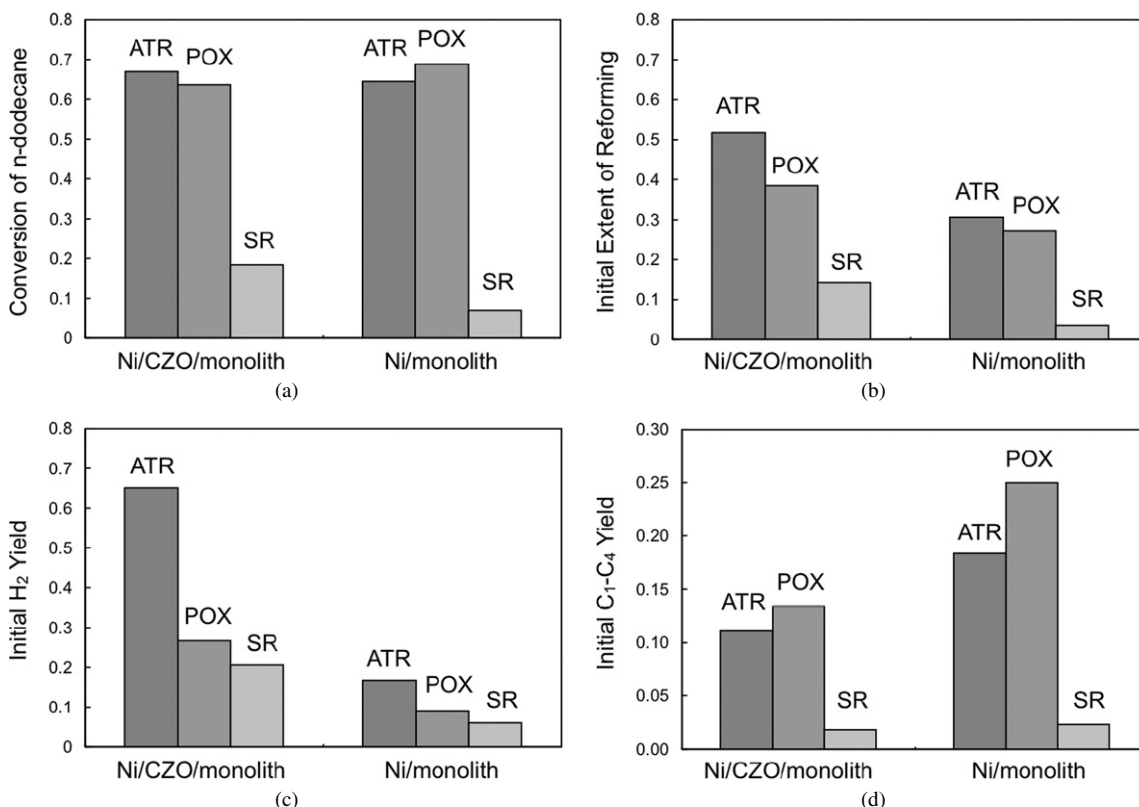 Conversion of n-dodecane
0.8
0.7
0.6
0.5
0.4
0.3
0.2
0.1
0
ATR
POX
SR
ATR
POX
SR
Ni/CZO/monolith
Ni/monolith
(a)
Initial Extent of Reforming
0.8
0.7
0.6
0.5
0.4
0.3
0.2
0.1
0
ATR
POX
SR
ATR
POX
SR
Ni/CZO/monolith
Ni/monolith
(b)
Initial H₂ Yield
0.8
0.7
0.6
0.5
0.4
0.3
0.2
0.1
0
ATR
POX
SR
ATR
POX
SR
Ni/CZO/monolith
Ni/monolith
(c)
Initial C₁-C₄ Yield
0.30
0.25
0.20
0.15
0.10
0.05
0.00
ATR
POX
SR
ATR
POX
SR
Ni/CZO/monolith
Ni/monolith
(d)